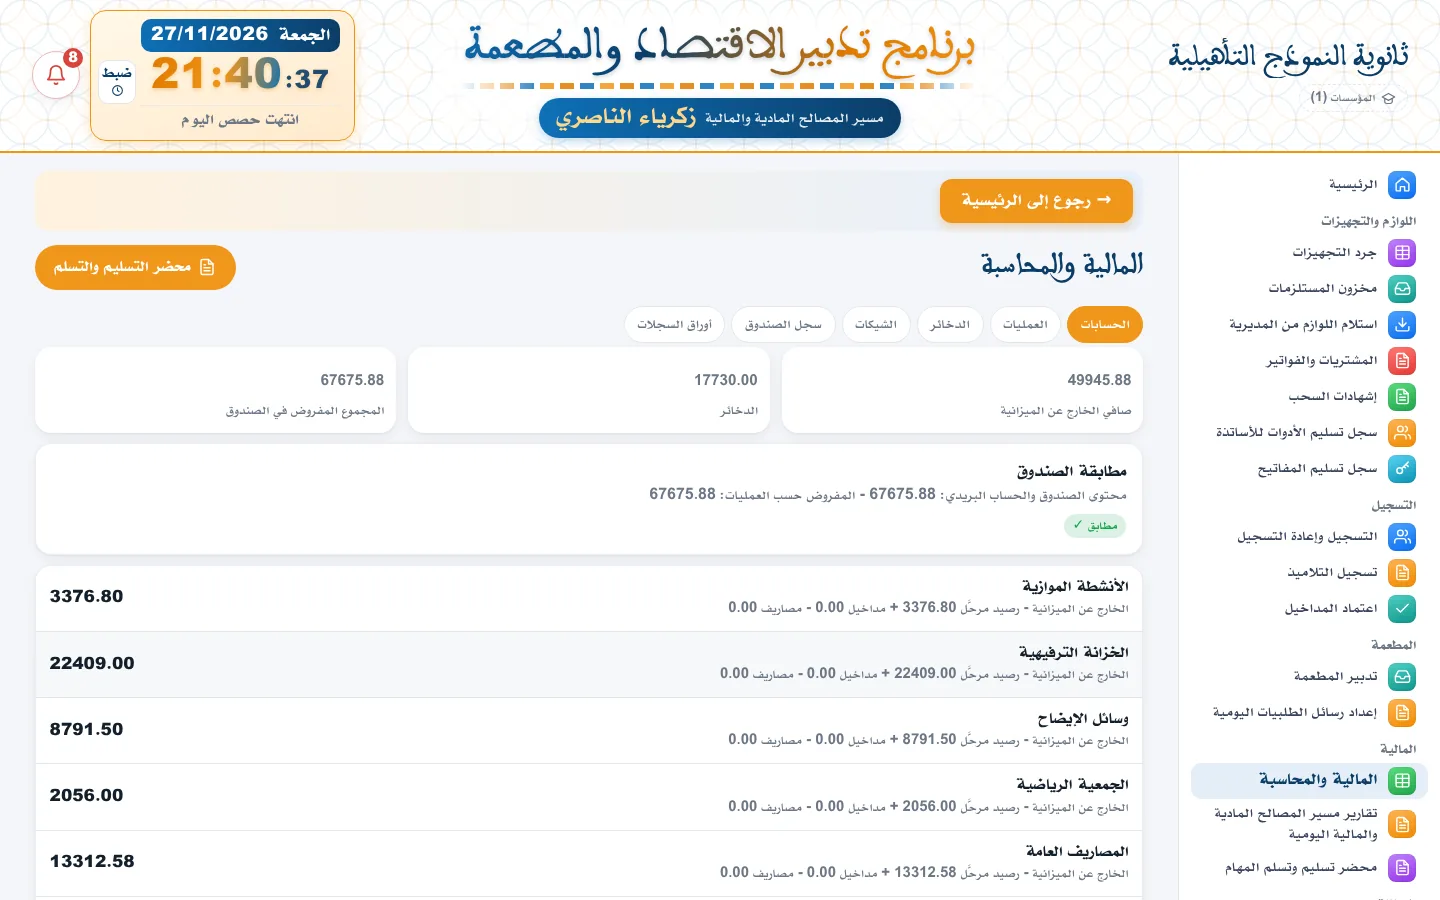 ثانوية النموذج التأهيلية
المؤسسات (1)
برنامج تدبير الاقتصاد والمطعمة
مسير المصالح المادية والمالية زكرياء الناصري
الجمعة 27/11/2026
21:40:37
ضبط
انتهت حصص اليوم
8
الرئيسية
اللوازم والتجهيزات
جرد التجهيزات
مخزون المستلزمات
استلام اللوازم من المديرية
المشتريات والفواتير
إشهادات السحب
سجل تسليم الأدوات للأساتذة
سجل تسليم المفاتيح
التسجيل
التسجيل وإعادة التسجيل
تسجيل التلاميذ
اعتماد المداخيل
المطعمة
تدبير المطعمة
إعداد رسائل الطلبيات اليومية
المالية
المالية والمحاسبة
تقارير مسير المصالح المادية
والمالية اليومية
محضر تسليم وتسلم المهام
→ رجوع إلى الرئيسية
المالية والمحاسبة
محضر التسليم والتسلم
الحسابات
العمليات
الدخائر
الشيكات
سجل الصندوق
أوراق السجلات
49945.88
صافي الخارج عن الميزانية
17730.00
الدخائر
67675.88
المجموع المفروض في الصندوق
مطابقة الصندوق
محتوى الصندوق والحساب البريدي: 67675.88 - المفروض حسب العمليات: 67675.88
مطابق ✓
الأنشطة الموازية
الخارج عن الميزانية - رصيد مرحَّل 3376.80 + مداخيل 0.00 - مصاريف 0.00
3376.80
الخزانة الترفيهية
الخارج عن الميزانية - رصيد مرحَّل 22409.00 + مداخيل 0.00 - مصاريف 0.00
22409.00
وسائل الإيضاح
الخارج عن الميزانية - رصيد مرحَّل 8791.50 + مداخيل 0.00 - مصاريف 0.00
8791.50
الجمعية الرياضية
الخارج عن الميزانية - رصيد مرحَّل 2056.00 + مداخيل 0.00 - مصاريف 0.00
2056.00
المصاريف العامة
الخارج عن الميزانية - رصيد مرحَّل 13312.58 + مداخيل 0.00 - مصاريف 0.00
13312.58